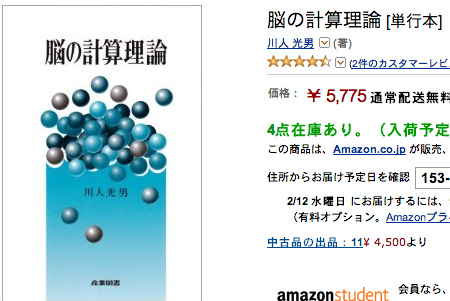 脳の計算理論
川人光男
産業図書
脳の計算理論 [単行本]
川人 光男 (著)
(2件のカスタマーレビ
価格： ￥ 5,775 通常配送無料
4点在庫あり。（入荷予定
この商品は、Amazon.co.jp が販売、
住所からお届け予定日を確認 153-
2/12 水曜日 にお届けするには、
（有料オプション。Amazonプラ
中古品の出品：11¥ 4,500より
amazonstudent 会員なら、